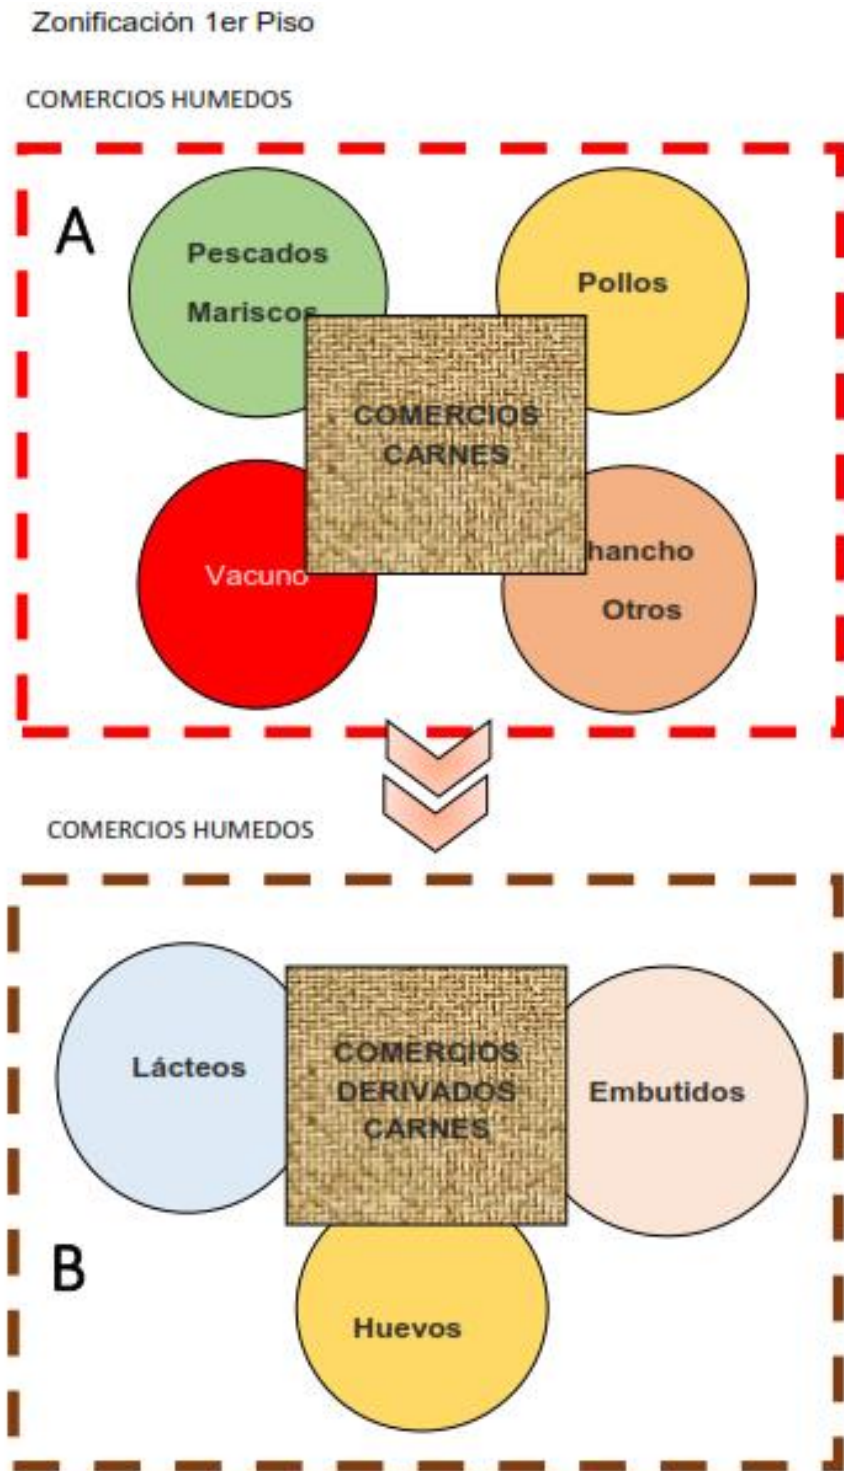 Zonificación 1er Piso
COMERCIOS HUMEDOS
A
Pescados
Mariscos
Pollos
COMERCIOS
CARNES
Vacuno
hancho
Otros
COMERCIOS HUMEDOS
Lácteos
COMERCIOS
DERIVADOS
CARNES
Embutidos
B
Huevos